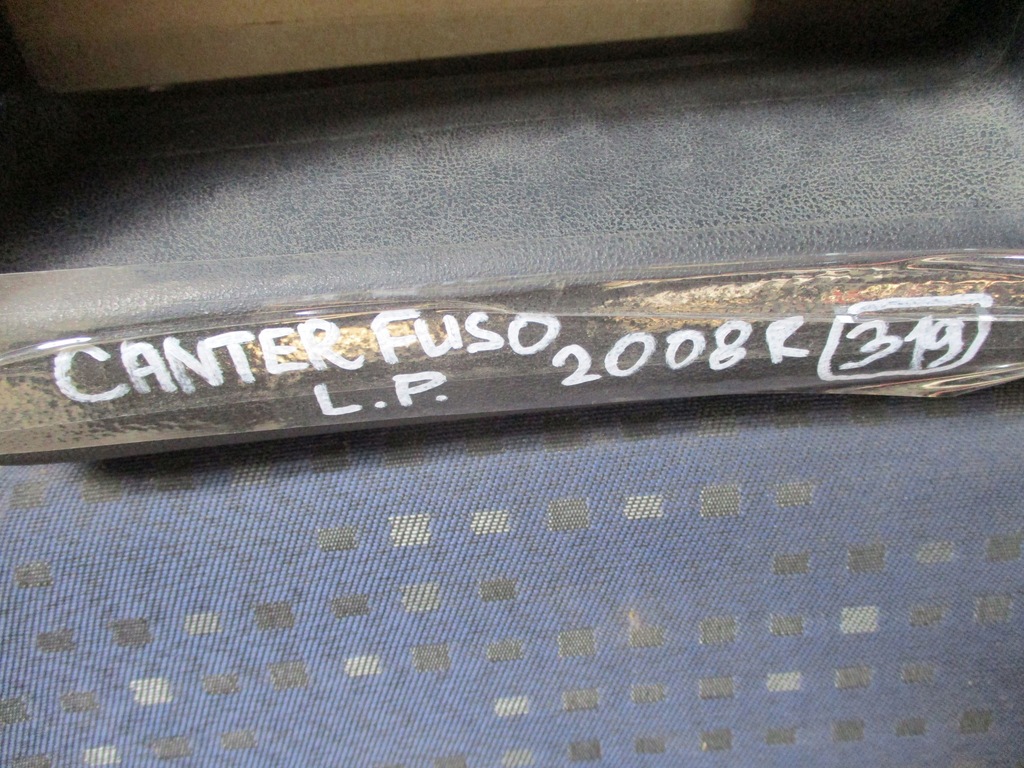 CANTER FUSO 2008R 319
L.P.